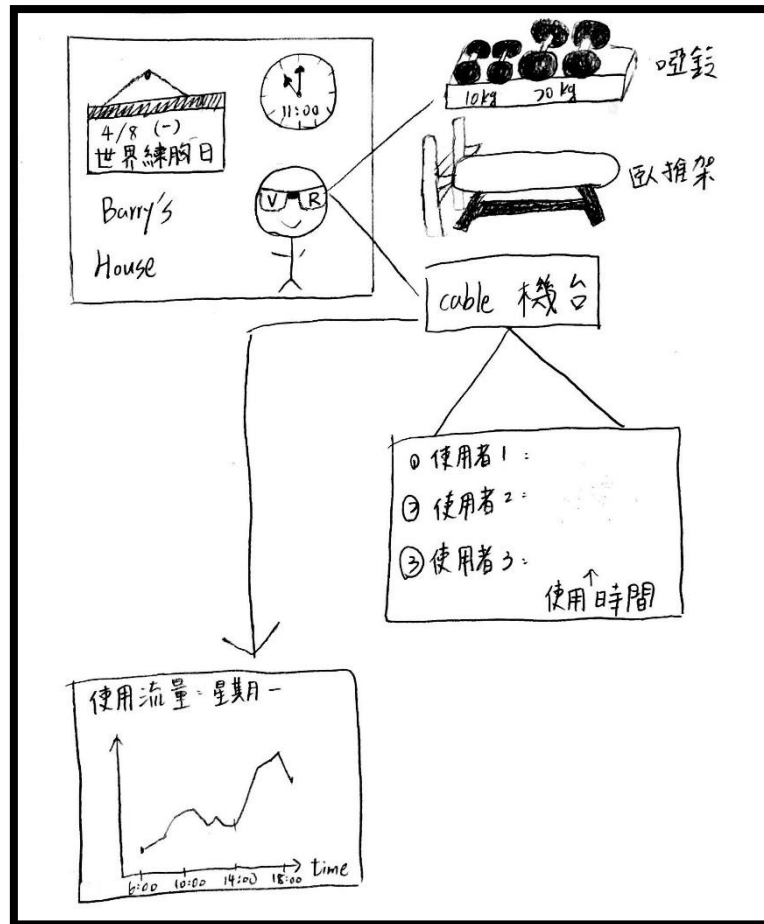 4/8 (一)
世界練胸日
11:00
Barry's
House
V R
10kg 20kg
啞鈴
臥推架
cable 機台
① 使用者1:
② 使用者2:
③ 使用者3:
↑
使用時間
使用流量: 星期一
6:00 10:00 14:00 18:00
time